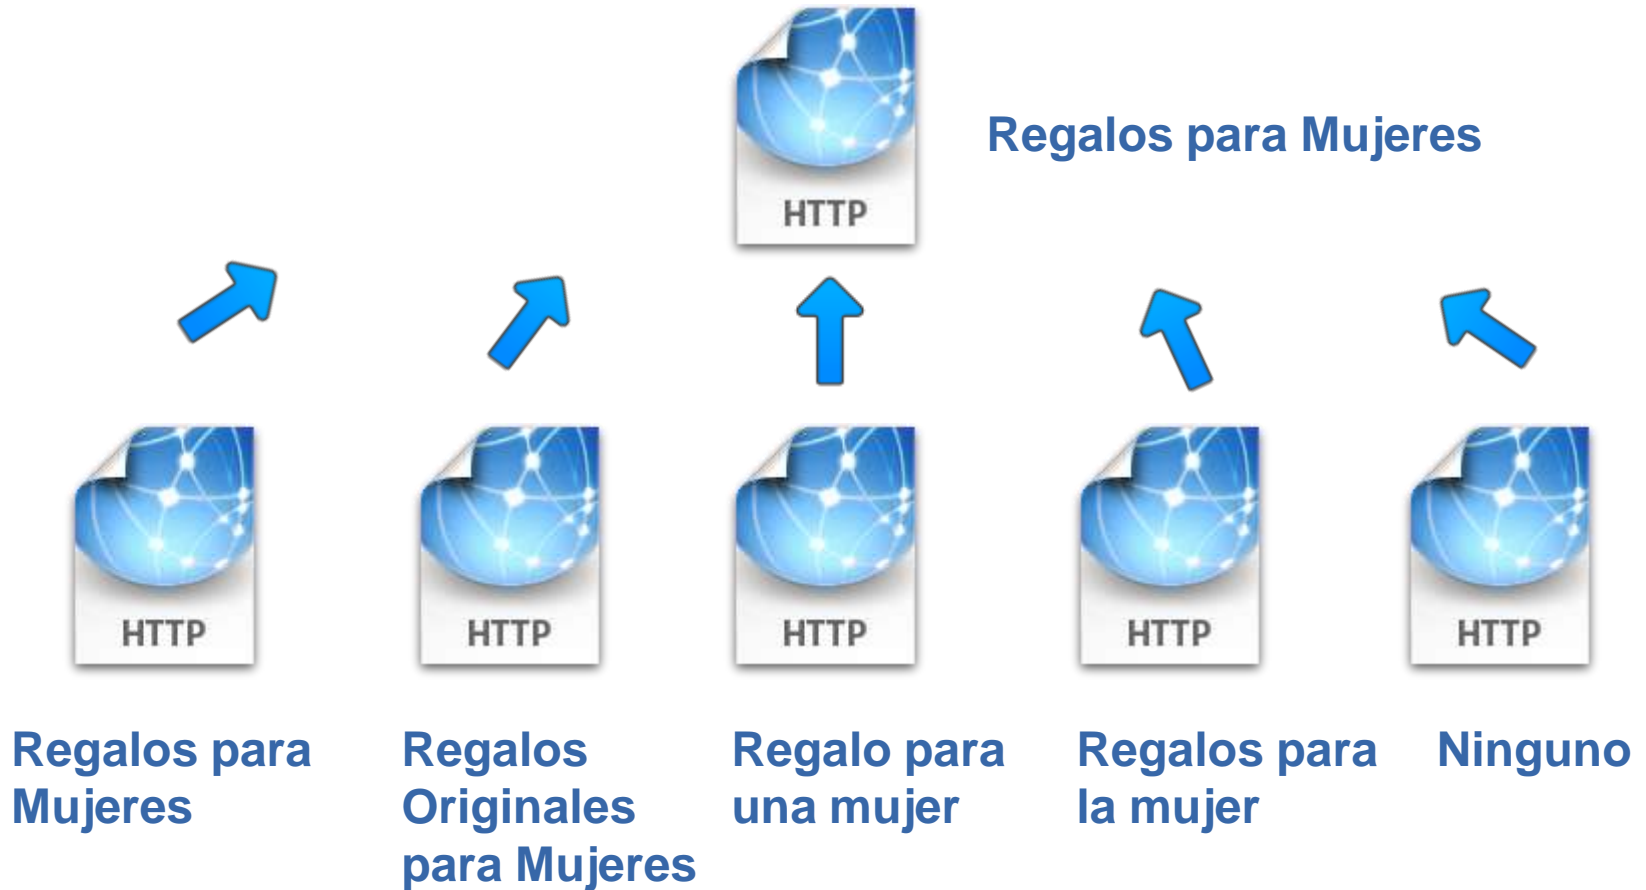 Regalos para Mujeres
HTTP
HTTP
HTTP
HTTP
HTTP
HTTP
Regalos para
Mujeres
Regalos
Originales
para Mujeres
Regalo para
una mujer
Regalos para
la mujer
Ninguno